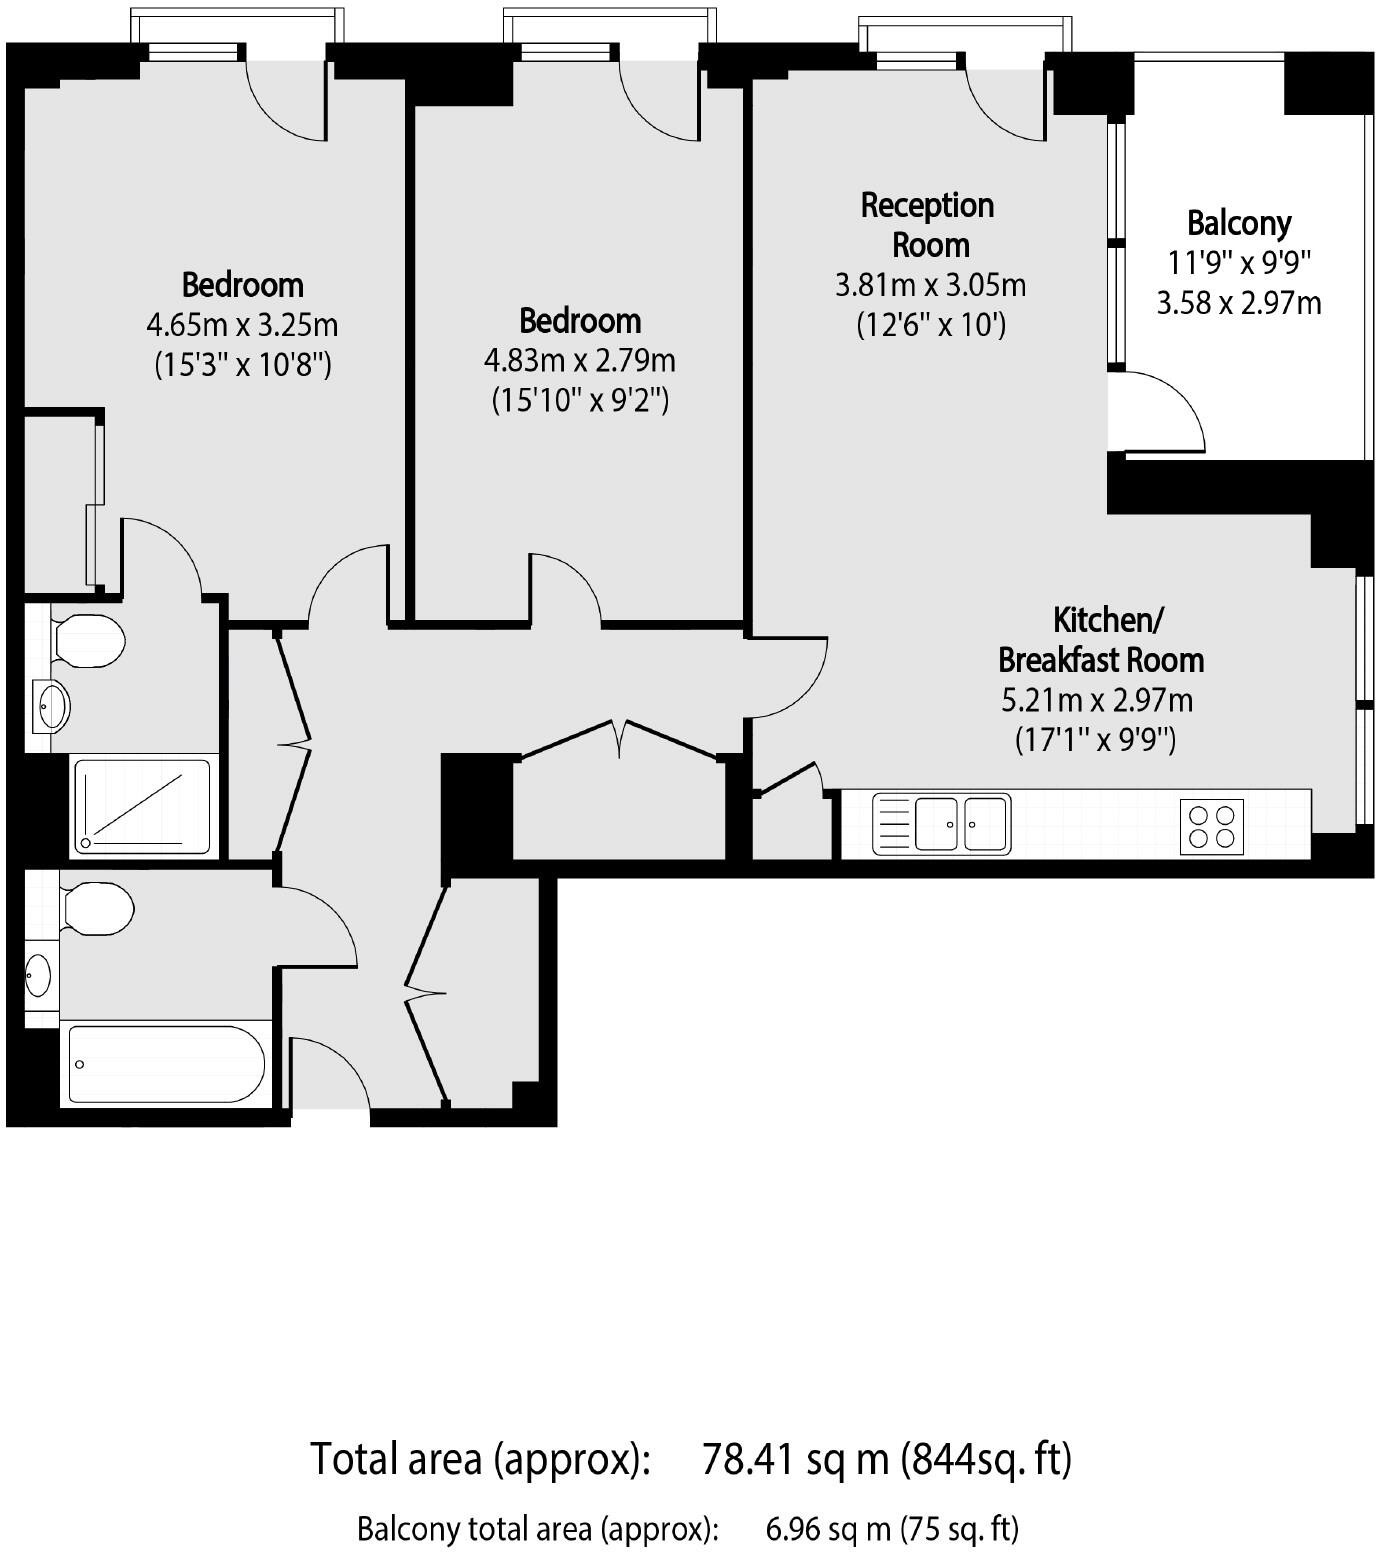 Bedroom
4.65m x 3.25m
(15'3" x 10'8")
Bedroom
4.83m x 2.79m
(15'10" x 9'2")
Reception
Room
3.81m x 3.05m
(12'6" x 10')
Balcony
11'9" x 9'9"
3.58 x 2.97m
Kitchen/
Breakfast Room
5.21m x 2.97m
(17'1" x 9'9")
Total area (approx): 78.41 sq m (844sq. ft)
Balcony total area (approx): 6.96 sq m (75 sq. ft)